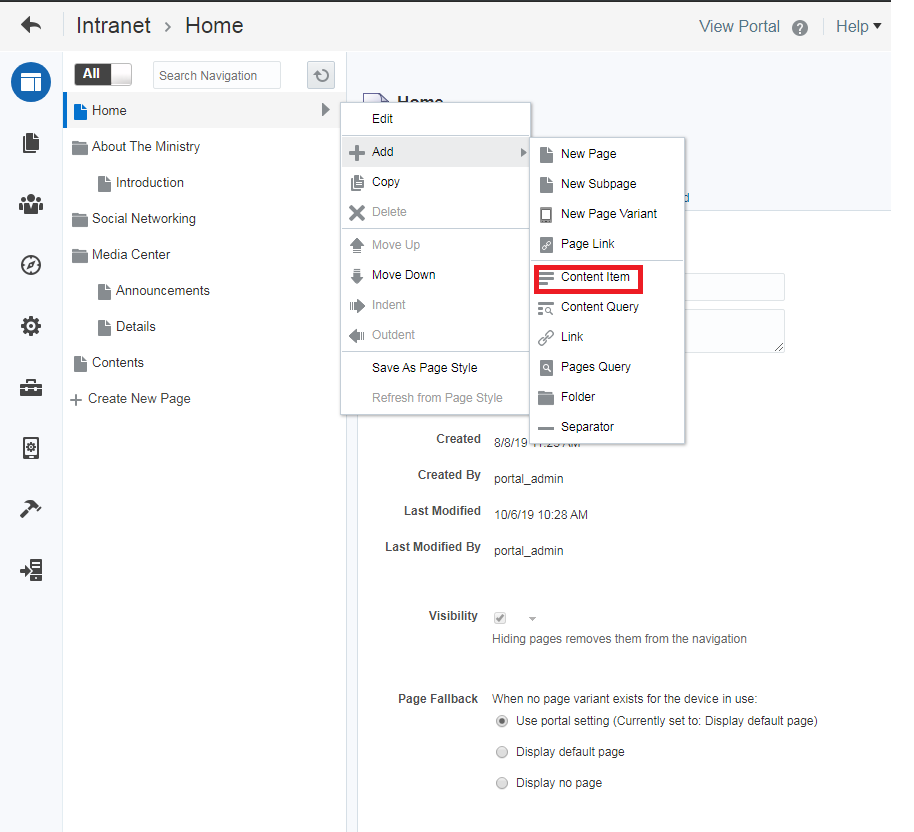 Intranet > Home
View Portal ? Help
All
Search Navigation
Home
About The Ministry
Introduction
Social Networking
Media Center
Announcements
Details
Contents
Create New Page
Home
Edit
Add
Copy
Delete
Move Up
Move Down
Indent
Outdent
Save As Page Style
Refresh from Page Style
New Page
New Subpage
New Page Variant
Page Link
Content Item
Content Query
Link
Pages Query
Folder
Separator
Created
Created By portal_admin
Last Modified 10/6/19 10:28 AM
Last Modified By portal_admin
Visibility
Hiding pages removes them from the navigation
Page Fallback When no page variant exists for the device in use:
Use portal setting (Currently set to: Display default page)
Display default page
Display no page